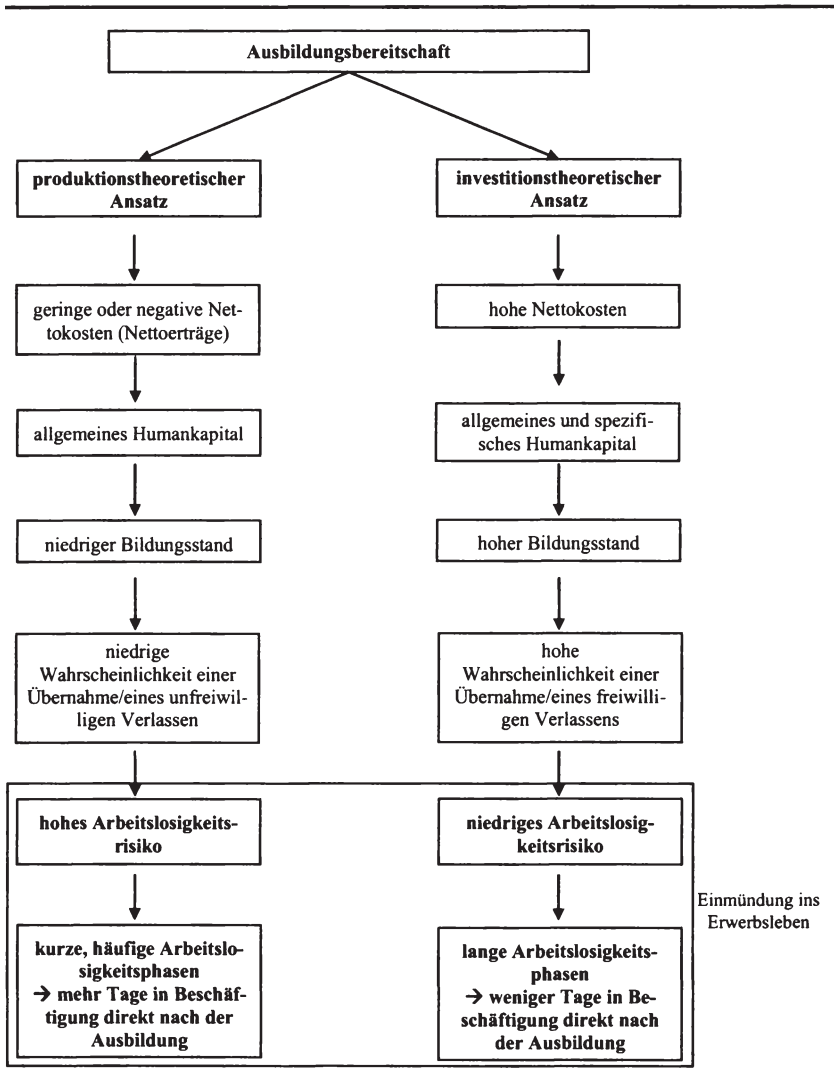 Ausbildungsbereitschaft
produktionstheoretischer
Ansatz
geringe oder negative Net-
tokosten (Nettoerträge)
allgemeines Humankapital
niedriger Bildungsstand
niedrige
Wahrscheinlichkeit einer
Übernahme/eines unfreiwil-
ligen Verlassen
hohes Arbeitslosigkeits-
risiko
kurze, häufige Arbeitslo-
sigkeitsphasen
→ mehr Tage in Beschäf-
tigung direkt nach der
Ausbildung
investitionstheoretischer
Ansatz
hohe Nettokosten
allgemeines und spezifi-
sches Humankapital
hoher Bildungsstand
hohe
Wahrscheinlichkeit einer
Übernahme/eines freiwilli-
gen Verlassens
niedriges Arbeitslosig-
keitsrisiko
lange Arbeitslosigkeits-
phasen
→ weniger Tage in Be-
schäftigung direkt nach
der Ausbildung
Einmündung ins
Erwerbsleben